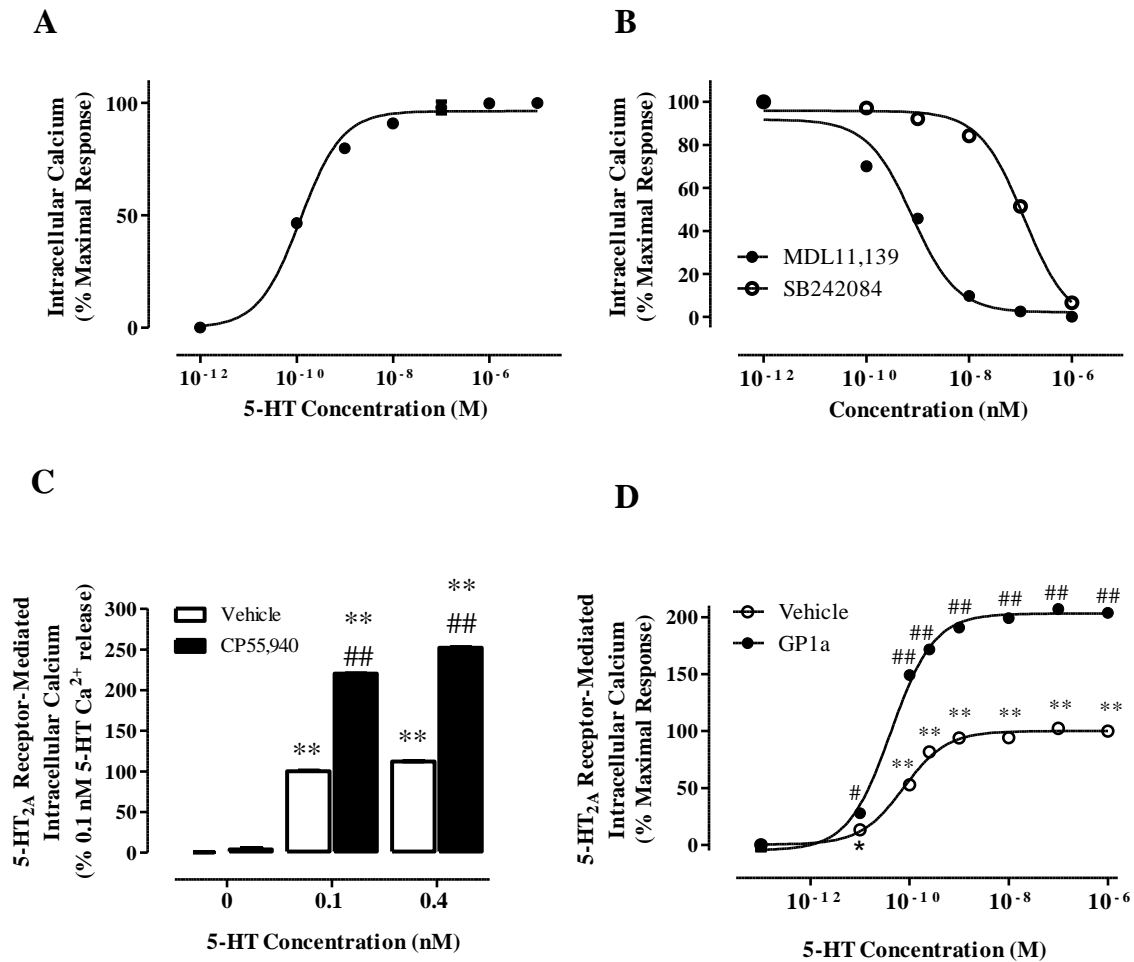 A
Intracellular Calcium
(% Maximal Response)
100
50
0
10-12
10-10
10-8
10-6
5-HT Concentration (M)
B
Intracellular Calcium
(% Maximal Response)
100
80
60
40
20
0
MDL11,139
SB242084
10-12
10-10
10-8
10-6
Concentration (nM)
C
5-HT2A Receptor-Mediated
Intracellular Calcium
(% 0.1 nM 5-HT Ca2+ release)
300
250
200
150
100
50
0
Vehicle
CP55,940
**
**
##
**
**
##
0
0.1
0.4
5-HT Concentration (nM)
D
5-HT2A Receptor-Mediated
Intracellular Calcium
(% Maximal Response)
200
150
100
50
0
Vehicle
GP1a
#
##
##
##
##
##
##
*
**
**
**
**
**
**
10-12
10-10
10-8
10-6
5-HT Concentration (M)